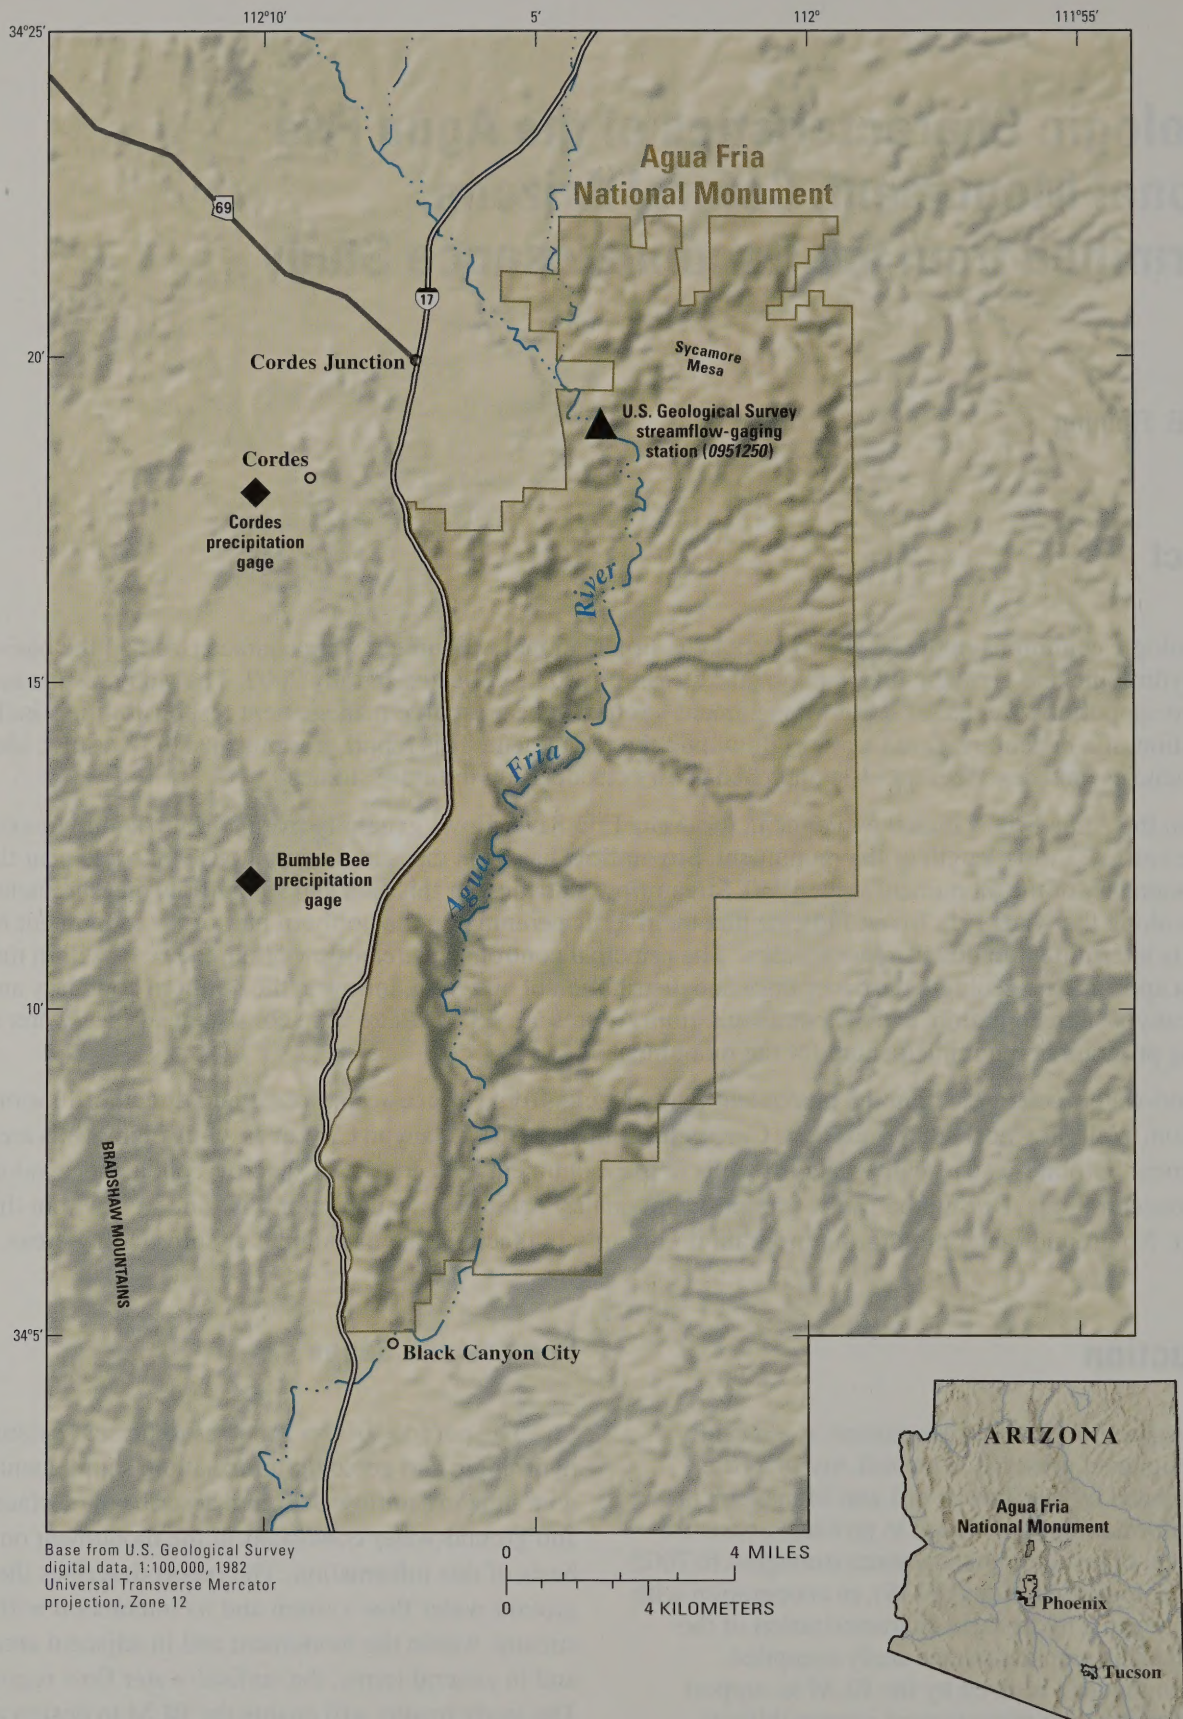 112°10'
5'
112°
111°55'
34°25'
Agua Fria
National Monument
69
17
20'
Cordes Junction
Sycamore
Mesa
U.S. Geological Survey
streamflow-gaging
station (0951250)
Cordes
Cordes
precipitation
gage
River
15'
Fria
Bumble Bee
precipitation
gage
Agua
10'
BRADSHAW MOUNTAINS
34°5'
Black Canyon City
ARIZONA
Agua Fria
National Monument
Phoenix
Tucson
Base from U.S. Geological Survey
digital data, 1:100,000, 1982
Universal Transverse Mercator
projection, Zone 12
0 4 MILES
0 4 KILOMETERS